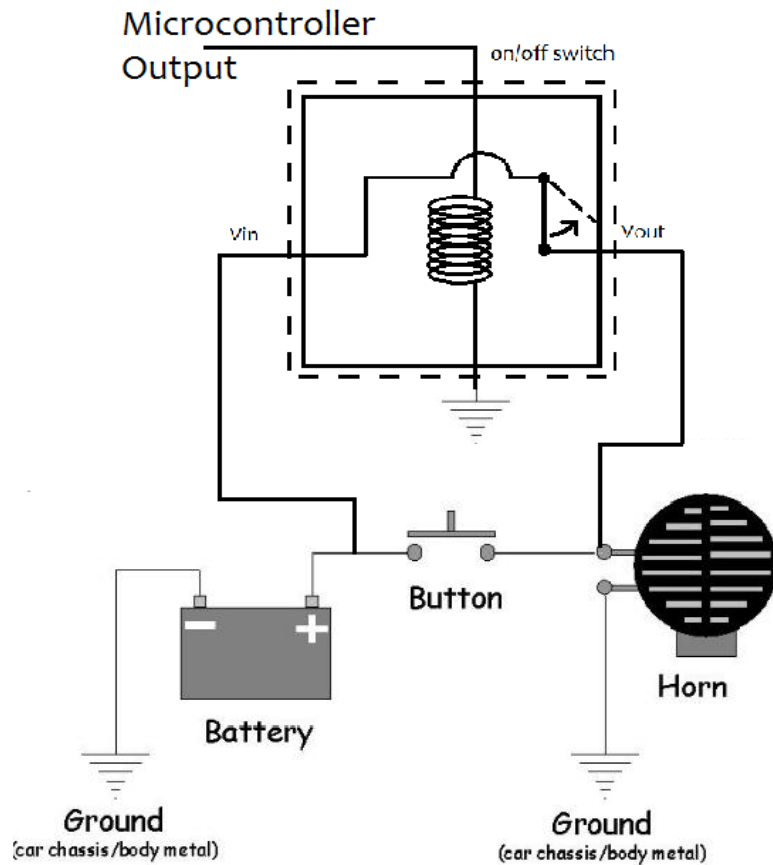 Microcontroller
Output
on/off switch
Vin
Vout
Button
Horn
Battery
Ground
(car chassis/body metal)
Ground
(car chassis/body metal)